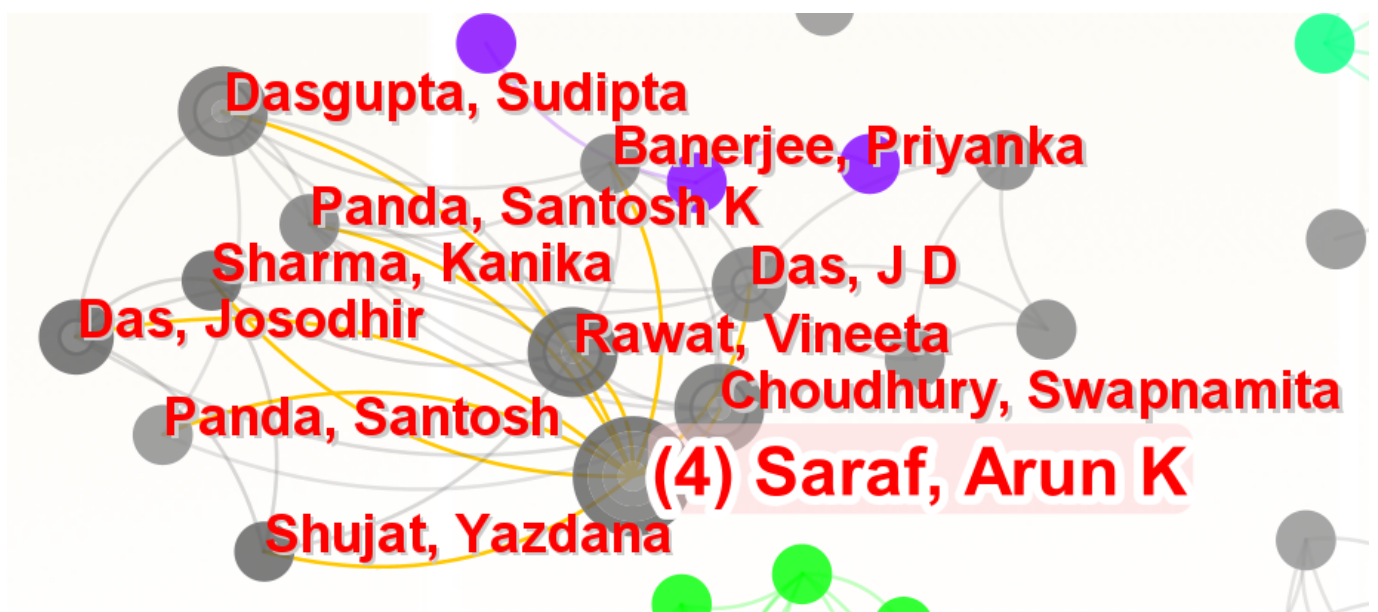 Dasgupta, Sudipta
Banerjee, Priyanka
Panda, Santosh K
Sharma, Kanika
Das, J D
Das, Josodhir
Rawat, Vineeta
Choudhury, Swapnamita
Panda, Santosh
(4) Saraf, Arun K
Shujat, Yazdana